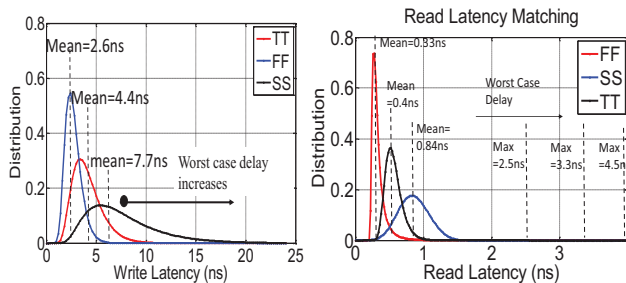 0.8
0.6
0.4
0.2
0
0 5 10 15 20 25
Distribution
Write Latency (ns)
Mean=2.6ns
Mean=4.4ns
mean=7.7ns
Worst case delay
increases
TT
FF
SS
Read Latency Matching
0.8
0.6
0.4
0.2
0
0 1 2 3 4
Distribution
Read Latency (ns)
Mean=0.33ns
Mean
=0.4ns
Mean=
0.84ns
Worst Case
Delay
Max
=2.5ns
Max
=3.3ns
Max
=4.5n
FF
SS
TT